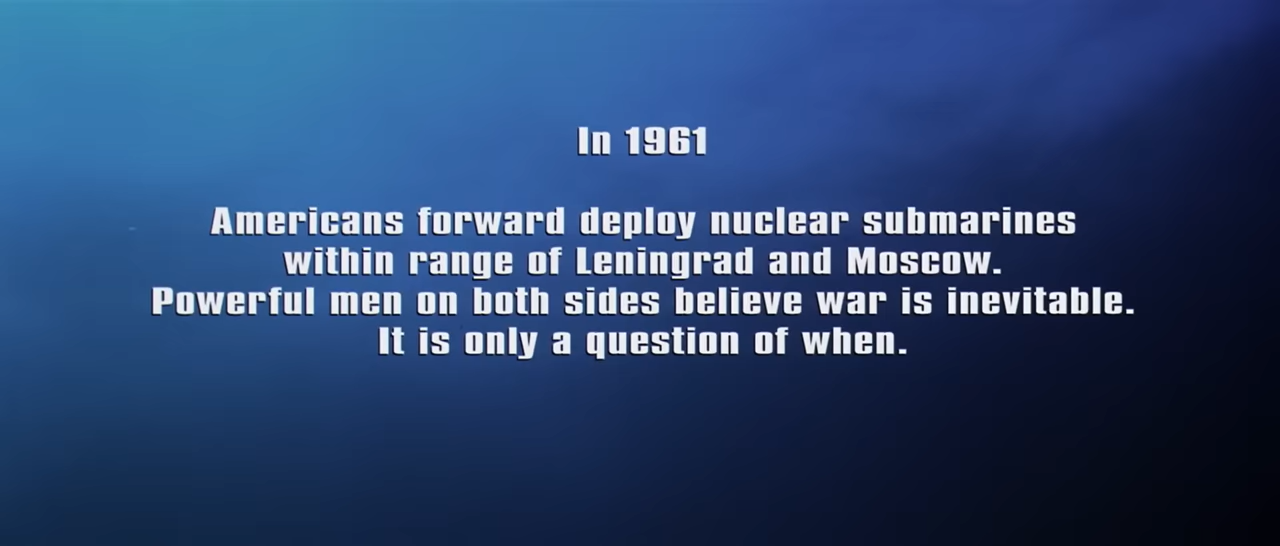 In 1961
Americans forward deploy nuclear submarines
within range of Leningrad and Moscow.
Powerful men on both sides believe war is inevitable.
It is only a question of when.